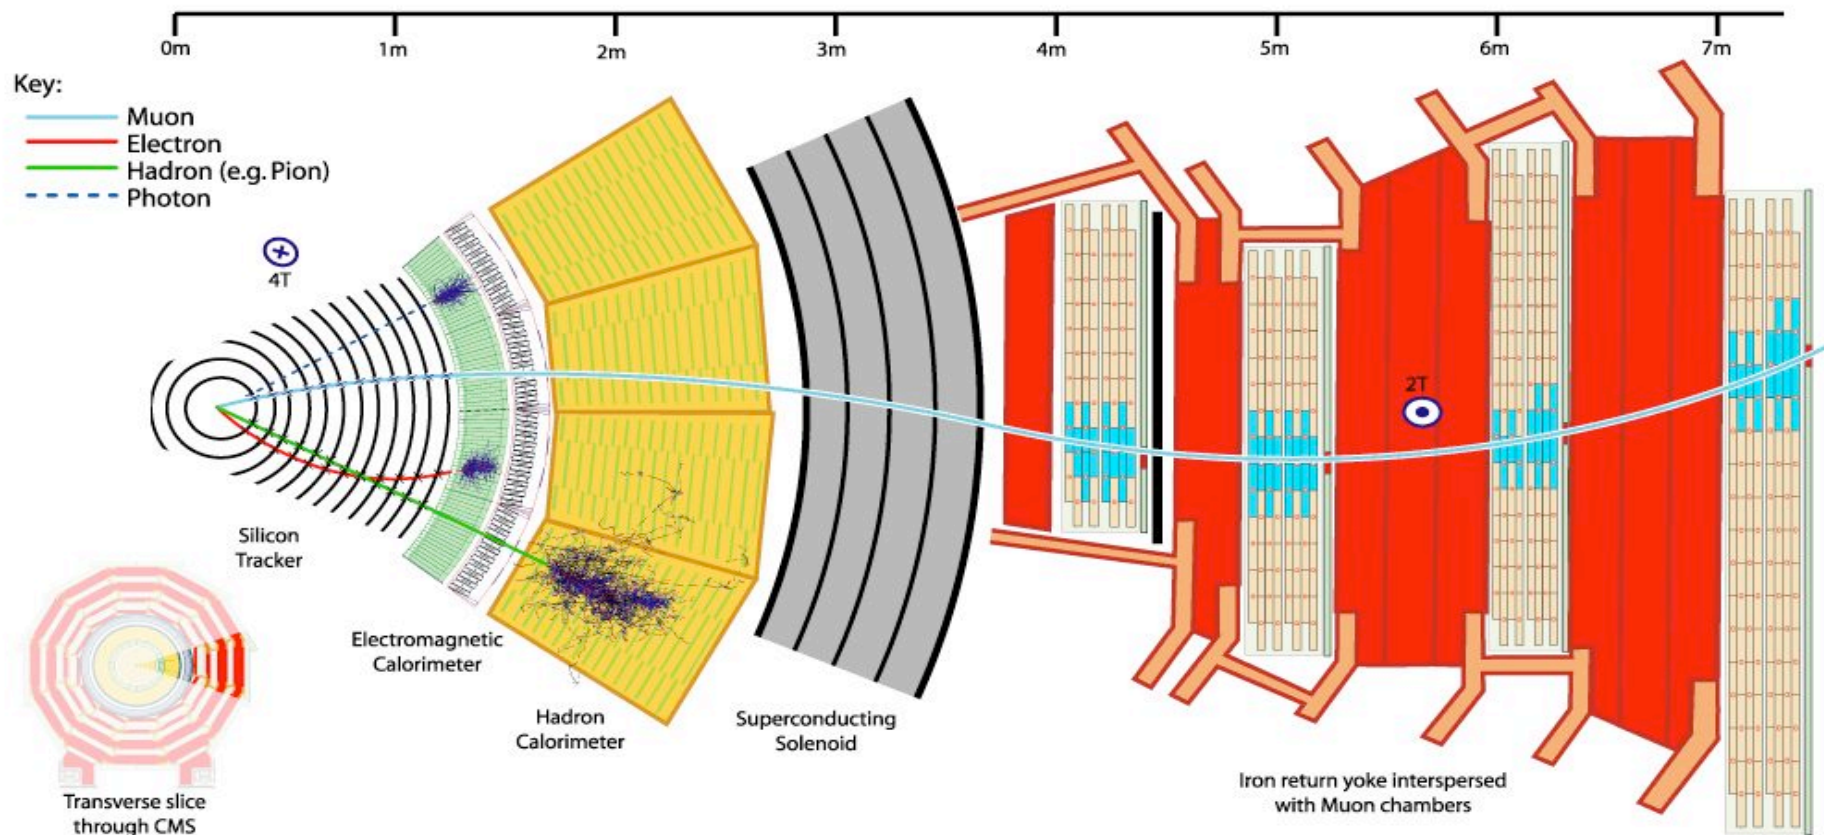 0m 1m 2m 3m 4m 5m 6m 7m
Key:
Muon
Electron
Hadron (e.g. Pion)
Photon
4T
2T
Silicon
Tracker
Electromagnetic
Calorimeter
Hadron
Calorimeter
Superconducting
Solenoid
Iron return yoke interspersed
with Muon chambers
Transverse slice
through CMS